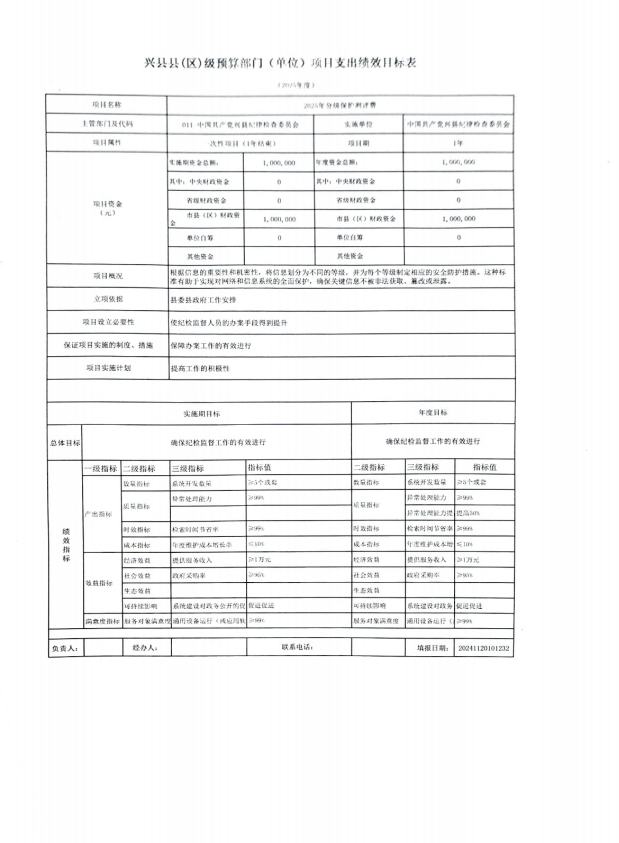 兴县县(区)级预算部门（单位）项目支出绩效目标表
（2025年度）
项目名称 2025年分级保护测评费
主管部门及代码 011 中国共产党兴县纪律检查委员会 实施单位 中国共产党兴县纪律检查委员会
项目属性 一次性项目（1年结束） 项目期 1年
项目资金（元） 实施期资金总额： 1,000,000 年度资金总额： 1,000,000
其中：中央财政资金 0 其中：中央财政资金 0
省级财政资金 0 省级财政资金 0
市县（区）财政资金 1,000,000 市县（区）财政资金 1,000,000
单位自筹 0 单位自筹 0
其他资金 其他资金
项目概况 根据信息的重要性和机密性，将信息划分为不同的等级，并为每个等级制定相应的安全防护措施。这种标
准有助于实现对网络和信息系统的全面保护，确保关键信息不被非法获取、篡改或泄露。
立项依据 县委县政府工作安排
项目设立必要性 使纪检监督人员的办案手段得到提升
保证项目实施的制度、措施 保障办案工作的有效进行
项目实施计划 提高工作的积极性
实施期目标 年度目标
总体目标 确保纪检监督工作的有效进行 确保纪检监督工作的有效进行
绩效指标 一级指标 二级指标 三级指标 指标值 二级指标 三级指标 指标值
产出指标 数量指标 系统开发数量 ≥5个或套 数量指标 系统开发数量 ≥5个或套
质量指标 异常处理能力 ≥99% 质量指标 异常处理能力 ≥99%
异常处理能力提 提高30%
时效指标 检索时间节省率 ≥99% 时效指标 检索时间节省率 ≥99%
成本指标 年度维护成本增长率 ≤10% 成本指标 年度维护成本增 ≤10%
效益指标 经济效益 提供服务收入 ≥1万元 经济效益 提供服务收入 ≥1万元
社会效益 政府采购率 ≥96% 社会效益 政府采购率 ≥96%
生态效益 生态效益
可持续影响 系统建设对政务公开的促 促进促进 可持续影响 系统建设对政务 促进促进
满意度指标 服务对象满意度 通用设备运行（或应用软 ≥99% 服务对象满意度 通用设备运行（ ≥99%
负责人： 经办人： 联系电话： 填报日期： 20241120101232